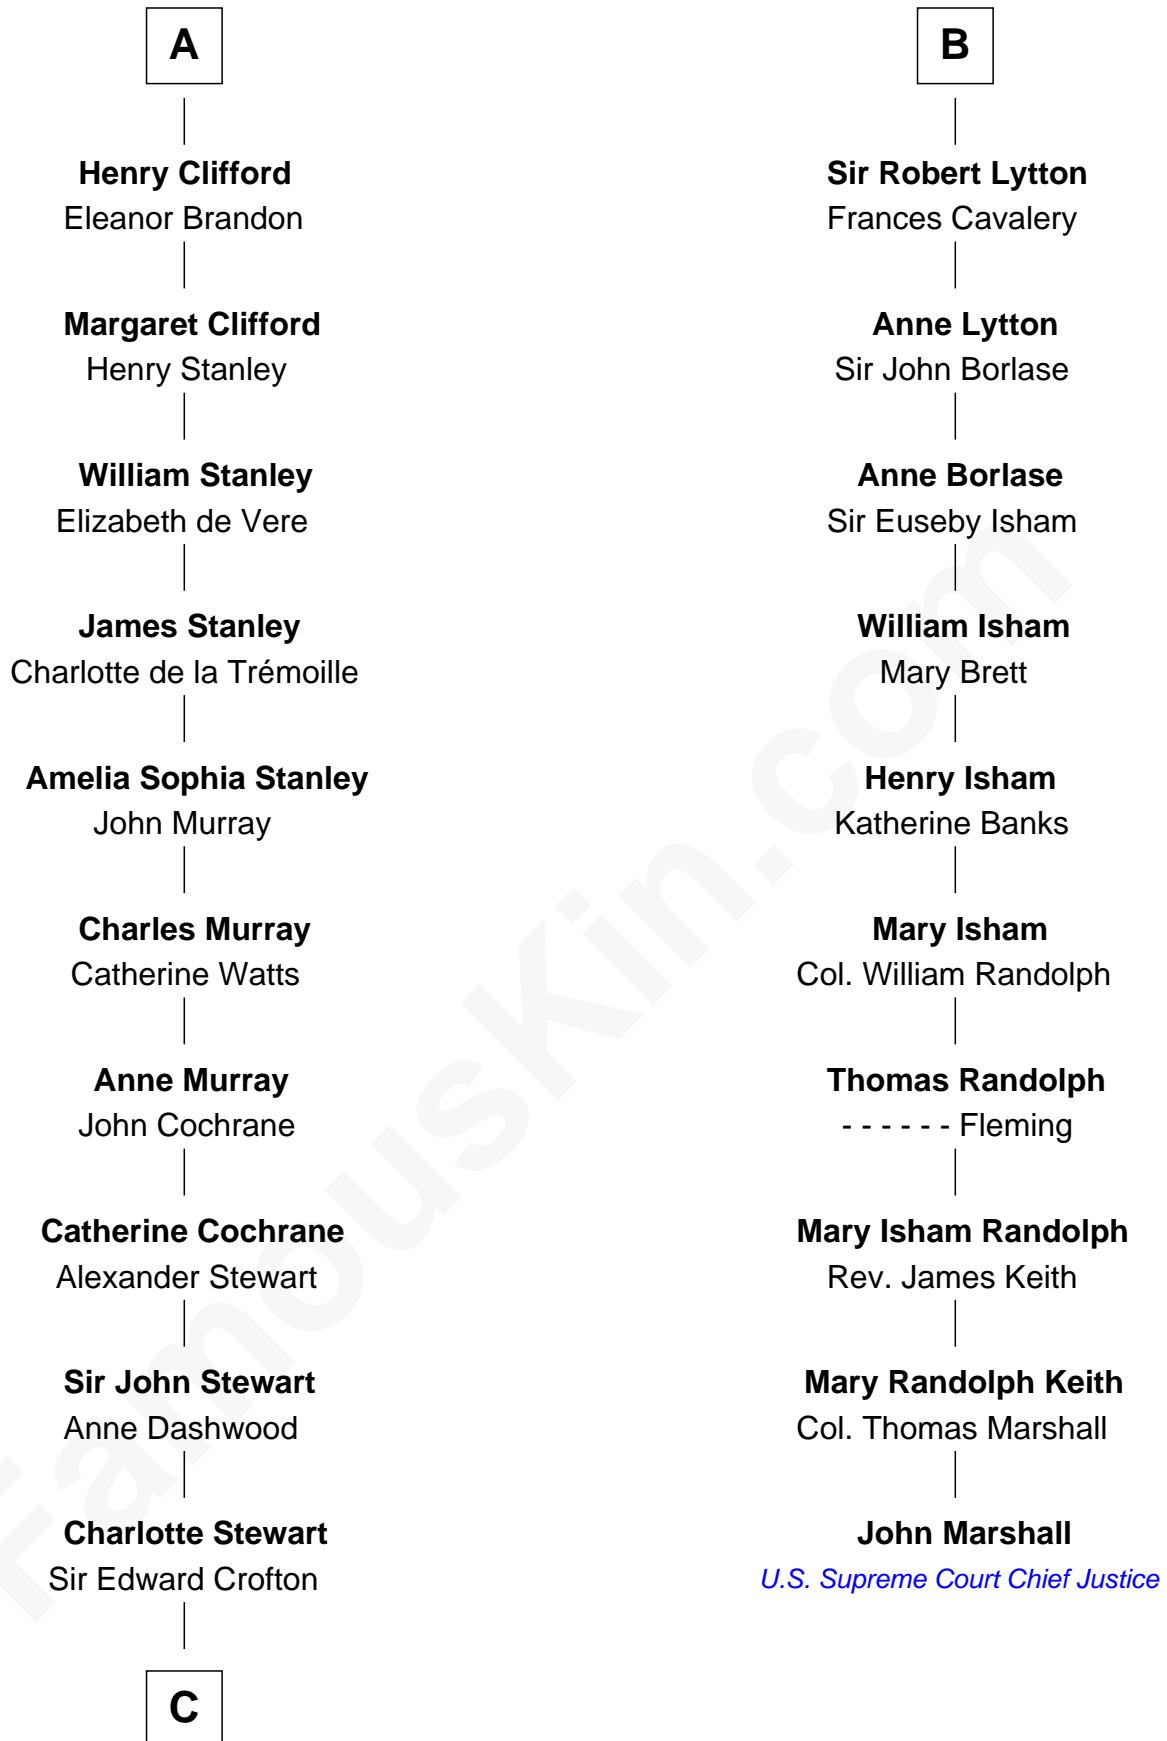 A
Henry Clifford
Eleanor Brandon
Margaret Clifford
Henry Stanley
William Stanley
Elizabeth de Vere
James Stanley
Charlotte de la Trémoille
Amelia Sophia Stanley
John Murray
Charles Murray
Catherine Watts
Anne Murray
John Cochrane
Catherine Cochrane
Alexander Stewart
Sir John Stewart
Anne Dashwood
Charlotte Stewart
Sir Edward Crofton
C
B
Sir Robert Lytton
Frances Cavalery
Anne Lytton
Sir John Borlase
Anne Borlase
Sir Euseby Isham
William Isham
Mary Brett
Henry Isham
Katherine Banks
Mary Isham
Col. William Randolph
Thomas Randolph
- - - - - - Fleming
Mary Isham Randolph
Rev. James Keith
Mary Randolph Keith
Col. Thomas Marshall
John Marshall
U.S. Supreme Court Chief Justice
FamousKin.com